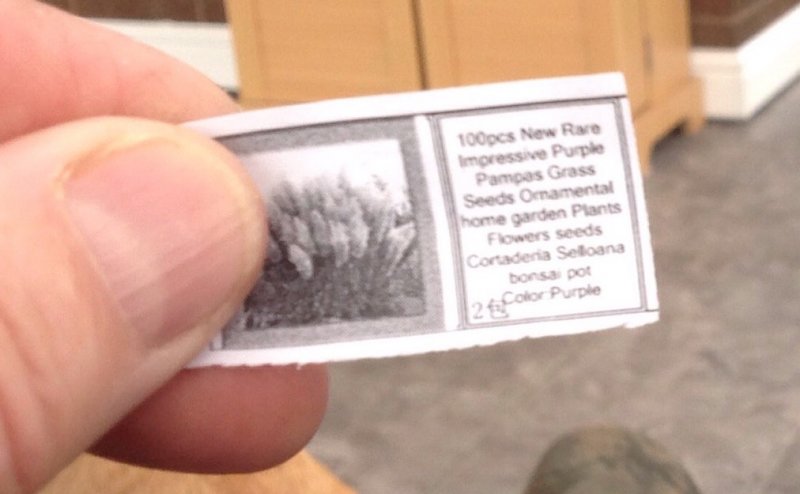 100pcs New Rare
Impressive Purple
Pampas Grass
Seeds Ornamental
home garden Plants
Flowers seeds
Cortaderia Selloana
bonsai pot
Color:Purple
2包